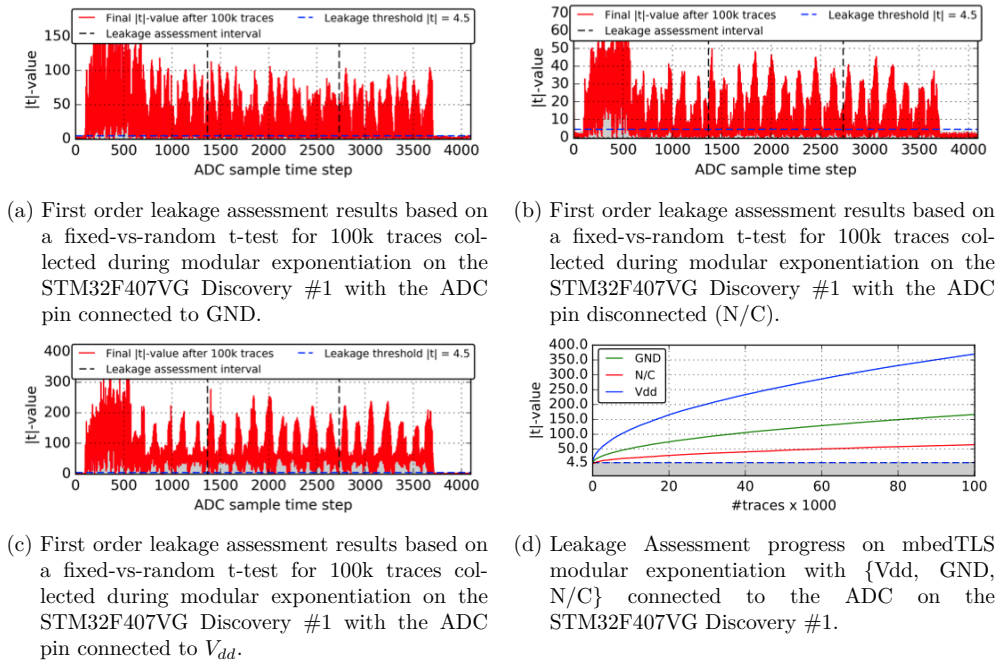 Final |t|-value after 100k traces
Leakage threshold |t| = 4.5
Leakage assessment interval
|t|-value
150
100
50
0
0 500 1000 1500 2000 2500 3000 3500 4000
ADC sample time step
(a) First order leakage assessment results based on
a fixed-vs-random t-test for 100k traces col-
lected during modular exponentiation on the
STM32F407VG Discovery #1 with the ADC
pin connected to GND.
Final |t|-value after 100k traces
Leakage threshold |t| = 4.5
Leakage assessment interval
|t|-value
70
60
50
40
30
20
10
0
0 500 1000 1500 2000 2500 3000 3500 4000
ADC sample time step
(b) First order leakage assessment results based on
a fixed-vs-random t-test for 100k traces col-
lected during modular exponentiation on the
STM32F407VG Discovery #1 with the ADC
pin disconnected (N/C).
Final |t|-value after 100k traces
Leakage threshold |t| = 4.5
Leakage assessment interval
|t|-value
400
300
200
100
0
0 500 1000 1500 2000 2500 3000 3500 4000
ADC sample time step
(c) First order leakage assessment results based on
a fixed-vs-random t-test for 100k traces col-
lected during modular exponentiation on the
STM32F407VG Discovery #1 with the ADC
pin connected to Vdd.
GND
N/C
Vdd
|t|-value
400.0
350.0
300.0
250.0
200.0
150.0
100.0
50.0
4.5
0 20 40 60 80 100
#traces x 1000
(d) Leakage Assessment progress on mbedTLS
modular exponentiation with {Vdd, GND,
N/C} connected to the ADC on the
STM32F407VG Discovery #1.